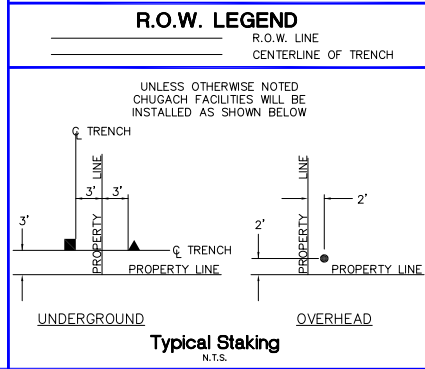 R.O.W. LEGEND
R.O.W. LINE
CENTERLINE OF TRENCH
UNLESS OTHERWISE NOTED
CHUGACH FACILITIES WILL BE
INSTALLED AS SHOWN BELOW
℄ TRENCH
PROPERTY LINE
3' 3'
3'
℄ TRENCH
PROPERTY LINE
UNDERGROUND
PROPERTY LINE
2'
2'
PROPERTY LINE
OVERHEAD
Typical Staking
N.T.S.